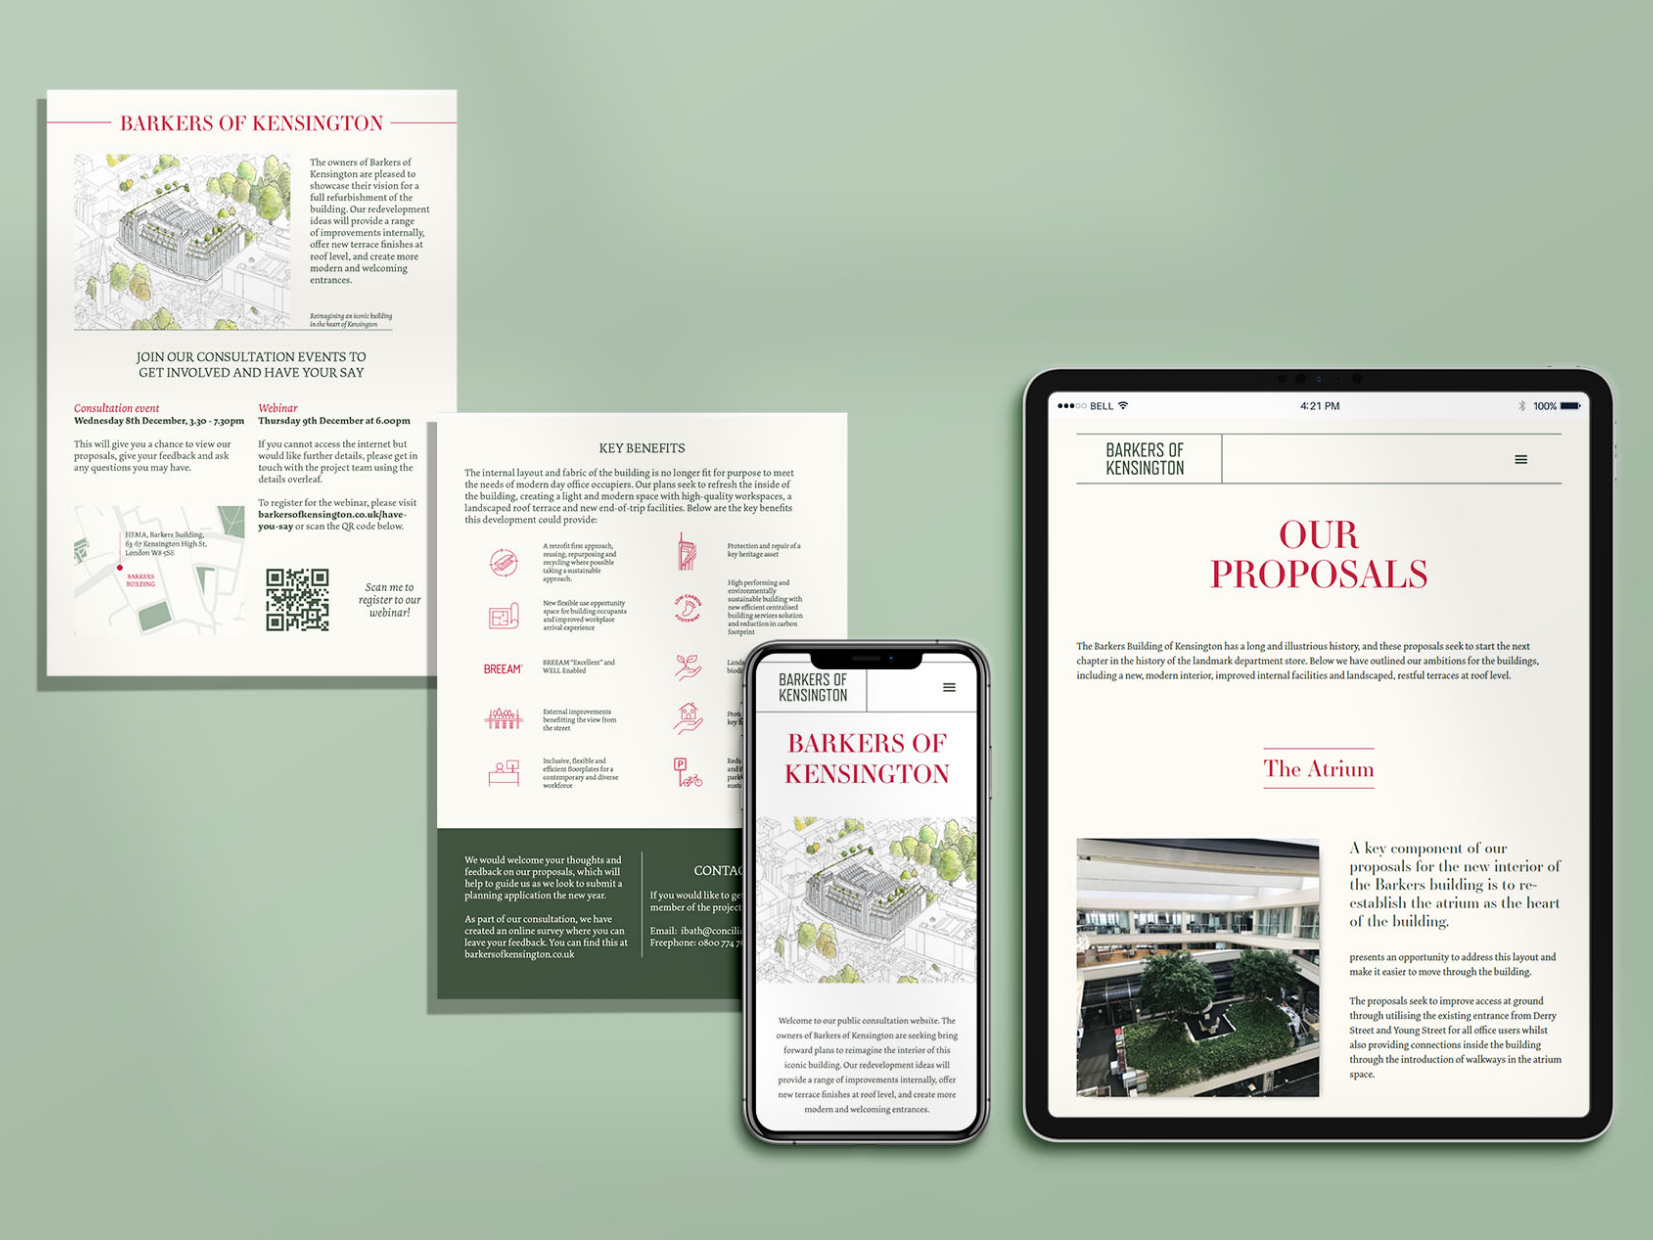 BARKERS OF KENSINGTON
The owners of Barkers of
Kensington are pleased to
showcase their vision for a
full refurbishment of the
building. Our redevelopment
ideas will provide a range
of improvements internally,
offer new terrace finishes at
roof level, and create more
modern and welcoming
entrances.
Reimagining an iconic building
in the heart of Kensington
JOIN OUR CONSULTATION EVENTS TO
GET INVOLVED AND HAVE YOUR SAY
Consultation event
Wednesday 8th December, 3.30 - 7.30pm
This will give you a chance to view our
proposals, give your feedback and ask
any questions you may have.
HEMA, Barkers Building,
63-67 Kensington High St,
London W8 5SE
BARKERS
BUILDING
Webinar
Thursday 9th December at 6.00pm
If you cannot access the internet but
would like further details, please get in
touch with the project team using the
details overleaf.
To register for the webinar, please visit
barkersofkensington.co.uk/have-
you-say or scan the QR code below.
Scan me to
register to our
webinar!
KEY BENEFITS
The internal layout and fabric of the building is no longer fit for purpose to meet
the needs of modern day office occupiers. Our plans seek to refresh the inside of
the building, creating a light and modern space with high-quality workspaces, a
landscaped roof terrace and new end-of-trip facilities. Below are the key benefits
this development could provide:
A retrofit first approach,
reusing, repurposing and
recycling where possible
taking a sustainable
approach.
New flexible use opportunity
space for building occupants
and improved workplace
arrival experience
BREEAM®
BREEAM "Excellent" and
WELL Enabled
External improvements
benefitting the view from
the street
Inclusive, flexible and
efficient floorplates for a
contemporary and diverse
workforce
Protection and repair of a
key heritage asset
LOW CARBON
FOOTPRINT
High performing and
environmentally
sustainable building with
new efficient centralised
building services solution
and reduction in carbon
footprint
P
We would welcome your thoughts and
feedback on our proposals, which will
help to guide us as we look to submit a
planning application the new year.
As part of our consultation, we have
created an online survey where you can
leave your feedback. You can find this at
barkersofkensington.co.uk
If you would like to
member of the project
Email:
Freephone: 0800 774
BARKERS OF
KENSINGTON
BARKERS OF
KENSINGTON
Welcome to our public consultation website. The
owners of Barkers of Kensington are seeking bring
forward plans to reimagine the interior of this
iconic building. Our redevelopment ideas will
provide a range of improvements internally, offer
new terrace finishes at roof level, and create more
modern and welcoming entrances.
BELL 4:21 PM 100%
BARKERS OF
KENSINGTON
OUR
PROPOSALS
The Barkers Building of Kensington has a long and illustrious history, and these proposals seek to start the next
chapter in the history of the landmark department store. Below we have outlined our ambitions for the buildings,
including a new, modern interior, improved internal facilities and landscaped, restful terraces at roof level.
The Atrium
A key component of our
proposals for the new interior of
the Barkers building is to re-
establish the atrium as the heart
of the building.
presents an opportunity to address this layout and
make it easier to move through the building.
The proposals seek to improve access at ground
through utilising the existing entrance from Derry
Street and Young Street for all office users whilst
also providing connections inside the building
through the introduction of walkways in the atrium
space.